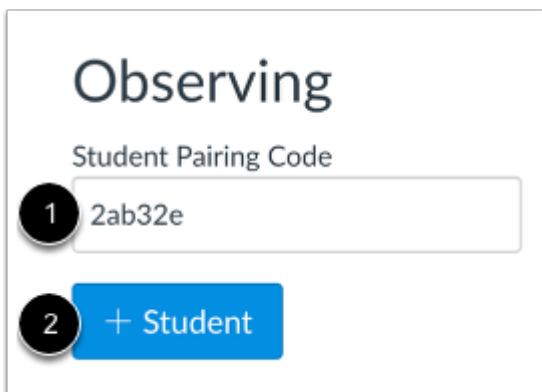 Observing
Student Pairing Code
1 2ab32e
2 + Student